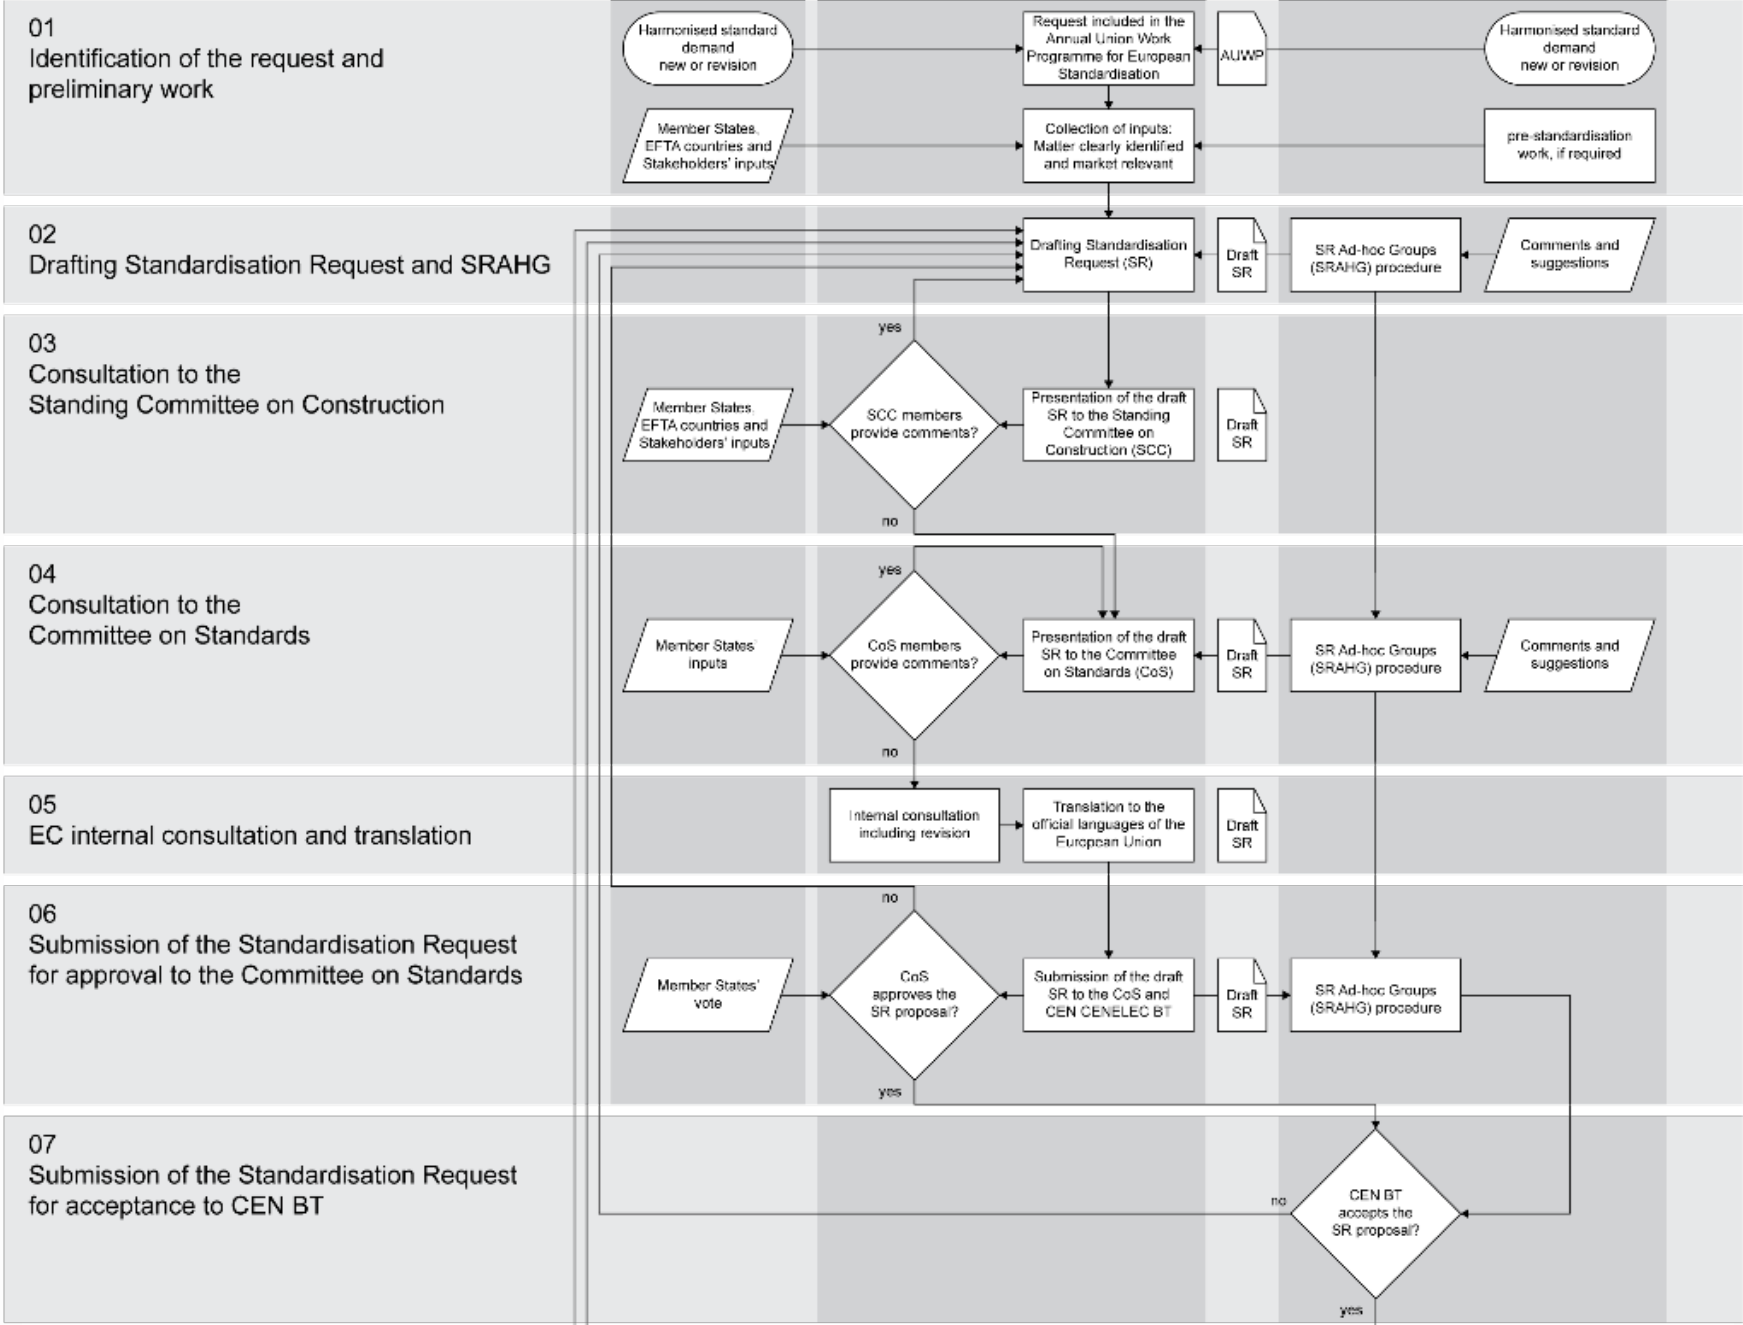 01
Identification of the request and
preliminary work
Harmonised standard
demand
new or revision
Request included in the
Annual Union Work
Programme for European
Standardisation
AUWP
Harmonised standard
demand
new or revision
Member States,
EFTA countries and
Stakeholders' inputs
Collection of inputs:
Matter clearly identified
and market relevant
pre-standardisation
work, if required
02
Drafting Standardisation Request and SRAHG
Drafting Standardisation
Request (SR)
Draft
SR
SR Ad-hoc Groups
(SRAHG) procedure
Comments and
suggestions
03
Consultation to the
Standing Committee on Construction
yes
Member States,
EFTA countries and
Stakeholders' inputs
SCC members
provide comments?
Presentation of the draft
SR to the Standing
Committee on
Construction (SCC)
Draft
SR
no
04
Consultation to the
Committee on Standards
yes
Member States'
inputs
CoS members
provide comments?
Presentation of the draft
SR to the Committee
on Standards (CoS)
Draft
SR
SR Ad-hoc Groups
(SRAHG) procedure
Comments and
suggestions
no
05
EC internal consultation and translation
Internal consultation
including revision
Translation to the
official languages of the
European Union
Draft
SR
06
Submission of the Standardisation Request
for approval to the Committee on Standards
no
Member States'
vote
CoS
approves the
SR proposal?
Submission of the draft
SR to the CoS and
CEN CENELEC BT
Draft
SR
SR Ad-hoc Groups
(SRAHG) procedure
yes
07
Submission of the Standardisation Request
for acceptance to CEN BT
no
CEN BT
accepts the
SR proposal?
yes